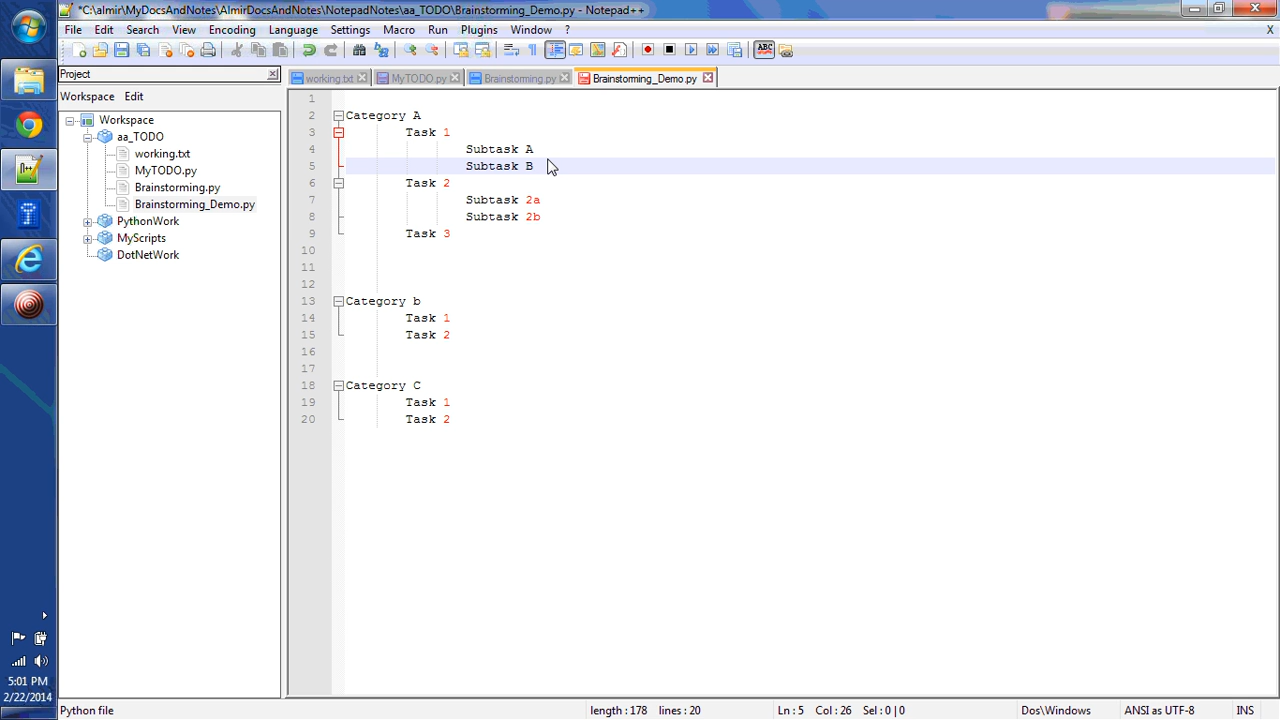 *C:\almir\MyDocsAndNotes\AlmirDocsAndNotes\NotepadNotes\aa_TODO\Brainstorming_Demo.py - Notepad++
File Edit Search View Encoding Language Settings Macro Run Plugins Window ? X
ABC
Project
working.txt MyTODO.py Brainstorming.py Brainstorming_Demo.py
Workspace Edit
Workspace
aa_TODO
working.txt
MyTODO.py
Brainstorming.py
Brainstorming_Demo.py
PythonWork
MyScripts
DotNetWork
1
2 Category A
3 Task 1
4 Subtask A
5 Subtask B
6 Task 2
7 Subtask 2a
8 Subtask 2b
9 Task 3
10
11
12
13 Category b
14 Task 1
15 Task 2
16
17
18 Category C
19 Task 1
20 Task 2
5:01 PM
2/22/2014
Python file length : 178 lines : 20 Ln : 5 Col : 26 Sel : 0 | 0 Dos\Windows ANSI as UTF-8 INS